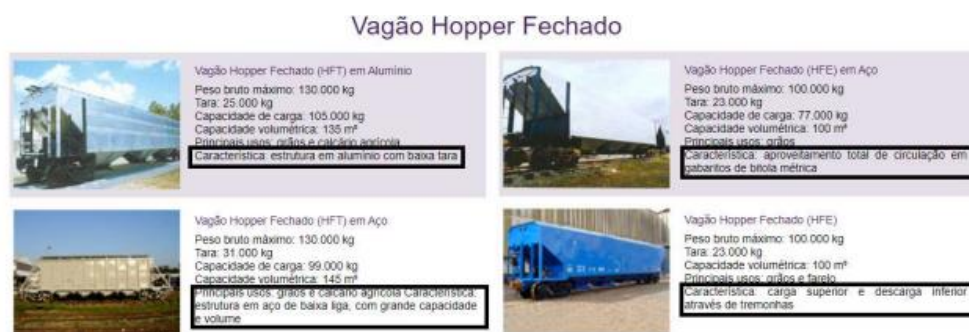 Vagão Hopper Fechado
Vagão Hopper Fechado (HFT) em Alumínio
Peso bruto máximo: 130.000 kg
Tara: 25.000 kg
Capacidade de carga: 105.000 kg
Capacidade volumétrica: 135 m³
Principais usos: grãos e calcário agrícola
Característica: estrutura em alumínio com baixa tara
Vagão Hopper Fechado (HFE) em Aço
Peso bruto máximo: 100.000 kg
Tara: 23.000 kg
Capacidade de carga: 77.000 kg
Capacidade volumétrica: 100 m³
Principais usos: grãos
Característica: aproveitamento total de circulação em
gabaritos de bitola métrica
Vagão Hopper Fechado (HFT) em Aço
Peso bruto máximo: 130.000 kg
Tara: 31.000 kg
Capacidade de carga: 99.000 kg
Capacidade volumétrica: 145 m³
Principais usos: grãos e calcário agrícola Característica:
estrutura em aço de baixa liga, com grande capacidade
e volume
Vagão Hopper Fechado (HFE)
Peso bruto máximo: 100.000 kg
Tara: 23.000 kg
Capacidade de carga: 77.000 kg
Capacidade volumétrica: 100 m³
Principais usos: grãos e farelo
Característica: carga superior e descarga inferior
através de tremonhas